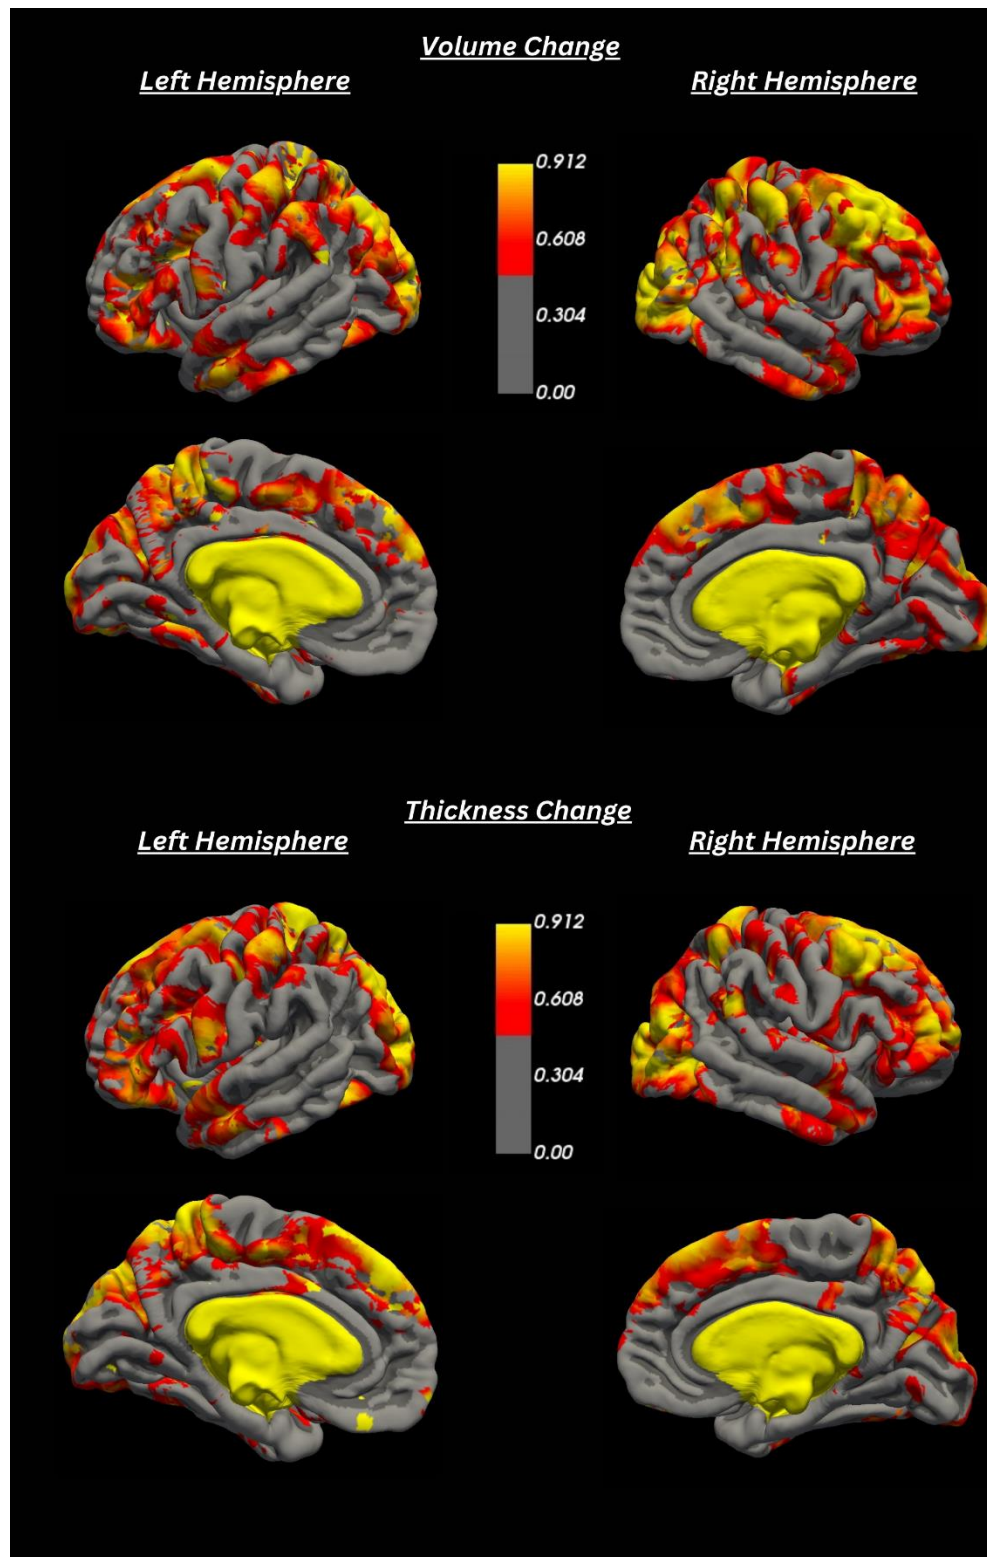 Volume Change
Left Hemisphere
Right Hemisphere
0.912
0.608
0.304
0.00
Thickness Change
Left Hemisphere
Right Hemisphere
0.912
0.608
0.304
0.00